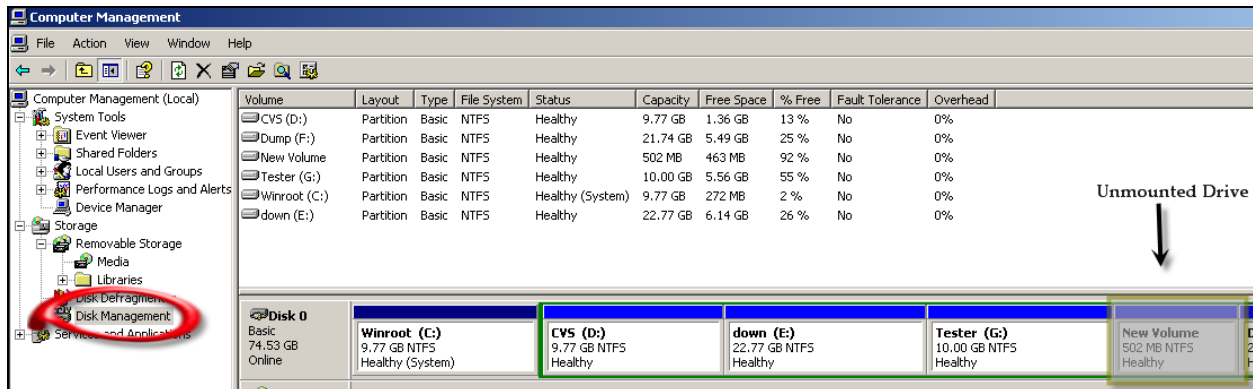 Computer Management
File Action View Window Help
Computer Management (Local)
System Tools
Event Viewer
Shared Folders
Local Users and Groups
Performance Logs and Alerts
Device Manager
Storage
Removable Storage
Media
Libraries
Disk Defragmen
Disk Management
Services and Applications
Volume Layout Type File System Status Capacity Free Space % Free Fault Tolerance Overhead
CVS (D:) Partition Basic NTFS Healthy 9.77 GB 1.36 GB 13 % No 0%
Dump (F:) Partition Basic NTFS Healthy 21.74 GB 5.49 GB 25 % No 0%
New Volume Partition Basic NTFS Healthy 502 MB 463 MB 92 % No 0%
Tester (G:) Partition Basic NTFS Healthy 10.00 GB 5.56 GB 55 % No 0%
Winroot (C:) Partition Basic NTFS Healthy (System) 9.77 GB 272 MB 2 % No 0%
down (E:) Partition Basic NTFS Healthy 22.77 GB 6.14 GB 26 % No 0%
Unmounted Drive
Disk 0
Basic
74.53 GB
Online
Winroot (C:)
9.77 GB NTFS
Healthy (System)
CVS (D:)
9.77 GB NTFS
Healthy
down (E:)
22.77 GB NTFS
Healthy
Tester (G:)
10.00 GB NTFS
Healthy
New Volume
502 MB NTFS
Healthy